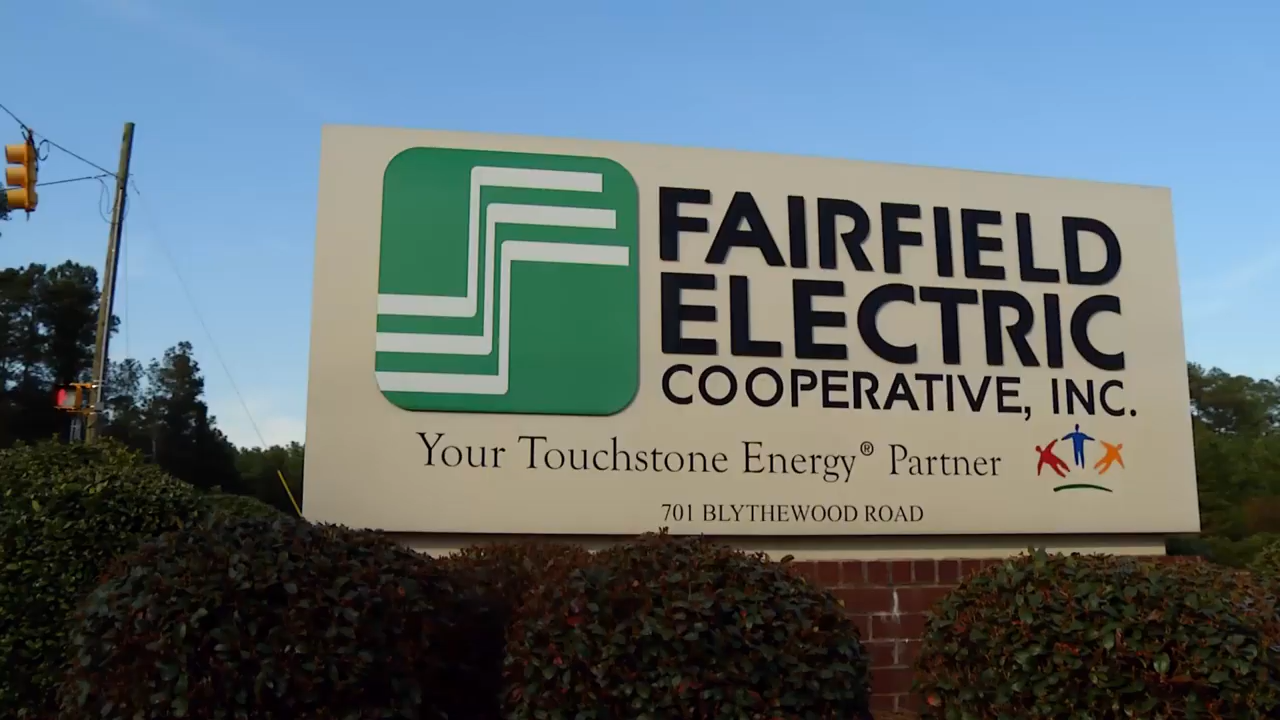 FAIRFIELD
ELECTRIC
COOPERATIVE, INC.
Your Touchstone Energy® Partner
701 BLYTHEWOOD ROAD